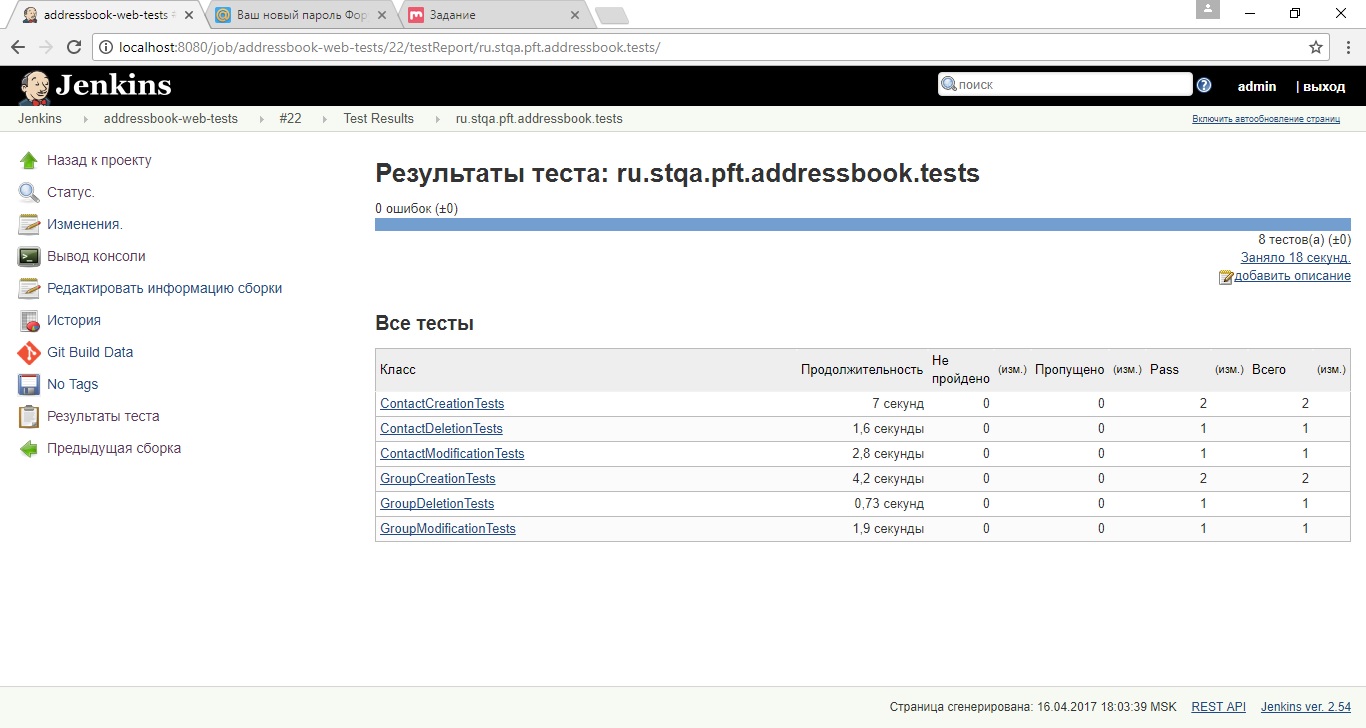 addressbook-web-tests
Ваш новый пароль Фор
Задание
localhost:8080/job/addressbook-web-tests/22/testReport/ru.stqa.pft.addressbook.tests/
Jenkins
поиск
admin
| выход
Jenkins addressbook-web-tests #22 Test Results ru.stqa.pft.addressbook.tests
Включить автообновление страниц
Назад к проекту
Статус.
Изменения.
Вывод консоли
Редактировать информацию сборки
История
Git Build Data
No Tags
Результаты теста
Предыдущая сборка
Результаты теста: ru.stqa.pft.addressbook.tests
0 ошибок (±0)
8 тестов(а) (±0)
Заняло 18 секунд.
добавить описание
Все тесты
Класс Продолжительность Не пройдено (изм.) Пропущено (изм.) Pass (изм.) Всего (изм.)
ContactCreationTests 7 секунд 0 0 2 2
ContactDeletionTests 1,6 секунды 0 0 1 1
ContactModificationTests 2,8 секунды 0 0 1 1
GroupCreationTests 4,2 секунды 0 0 2 2
GroupDeletionTests 0,73 секунд 0 0 1 1
GroupModificationTests 1,9 секунды 0 0 1 1
Страница сгенерирована: 16.04.2017 18:03:39 MSK REST API Jenkins ver. 2.54